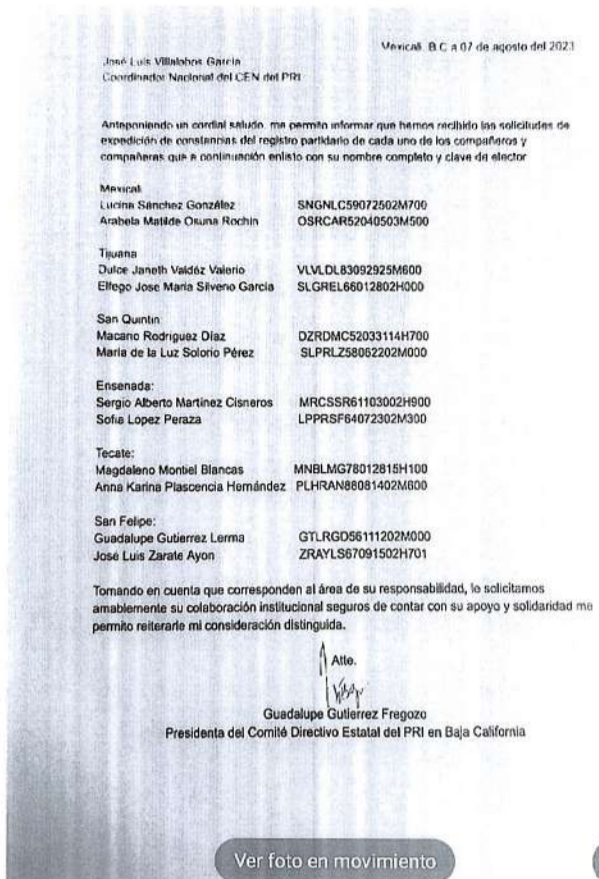 Mexicali, B.C a 07 de agosto del 2023
José Luis Villalobos García
Coordinador Nacional del CEN del PRI
Anteponiendo un cordial saludo, me permito informar que hemos recibido las solicitudes de
expedición de constancias del registro partidario de cada uno de los compañeros y
compañeras que a continuación enlisto con su nombre completo y clave de elector
Mexicali:
Lucina Sánchez González SNGNLC59072502M700
Arabela Matilde Osuna Rochin OSRCAR52040503M500
Tijuana
Dulce Janeth Valdéz Valerio VLVLDL83092925M600
Elfego Jose Maria Silverio Garcia SLGREL66012802H000
San Quintin
Macario Rodriguez Diaz DZRDMC52033114H700
Maria de la Luz Solorio Pérez SLPRLZ58062202M000
Ensenada:
Sergio Alberto Martinez Cisneros MRCSSR61103002H900
Sofia López Peraza LPPRSF64072302M300
Tecate:
Magdaleno Montiel Blancas MNBLMG78012815H100
Anna Karina Plascencia Hernández PLHRAN88081402M600
San Felipe:
Guadalupe Gutierrez Lerma GTLRGD56111202M000
José Luis Zarate Ayon ZRAYLS67091502H701
Tomando en cuenta que corresponden al área de su responsabilidad, le solicitamos
amablemente su colaboración institucional seguros de contar con su apoyo y solidaridad me
permito reiterarle mi consideración distinguida.
Atte.
Guadalupe Gutierrez Fregozo
Presidenta del Comité Directivo Estatal del PRI en Baja California
Ver foto en movimiento